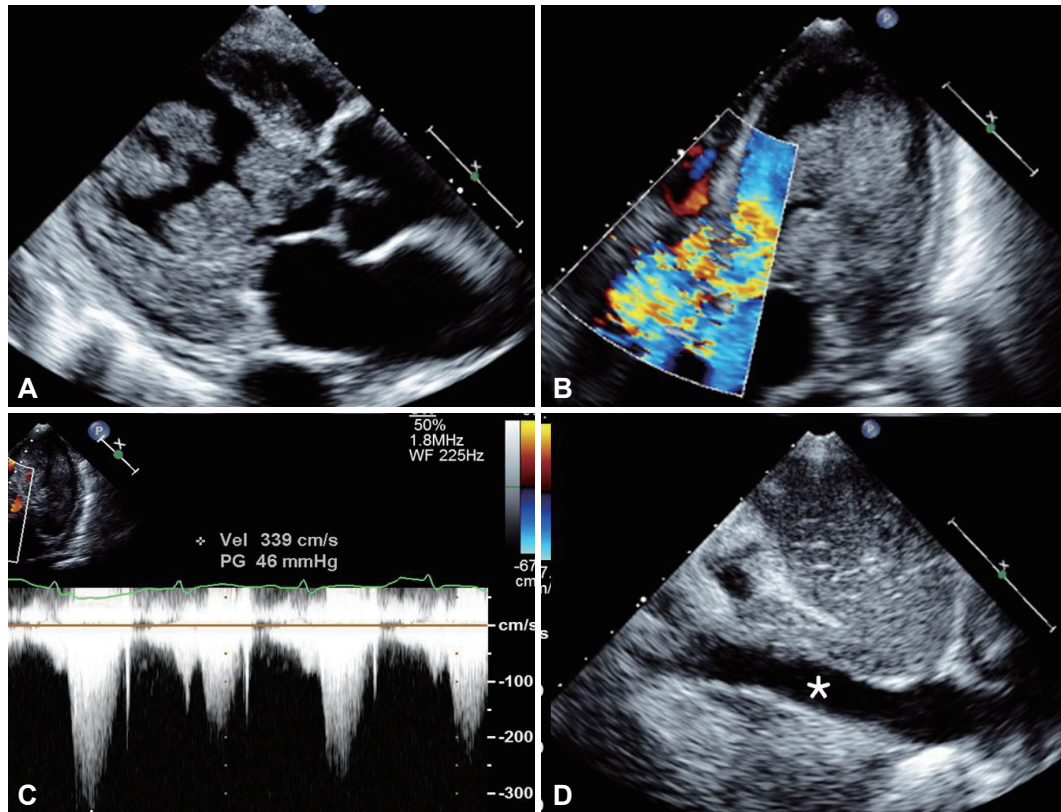 P
X
A
P
X
B
P
X
50%
1.8MHz
WF 225Hz
Vel 339 cm/s
PG 46 mmHg
cm/s
-100
-200
-300
C
P
X
*
D